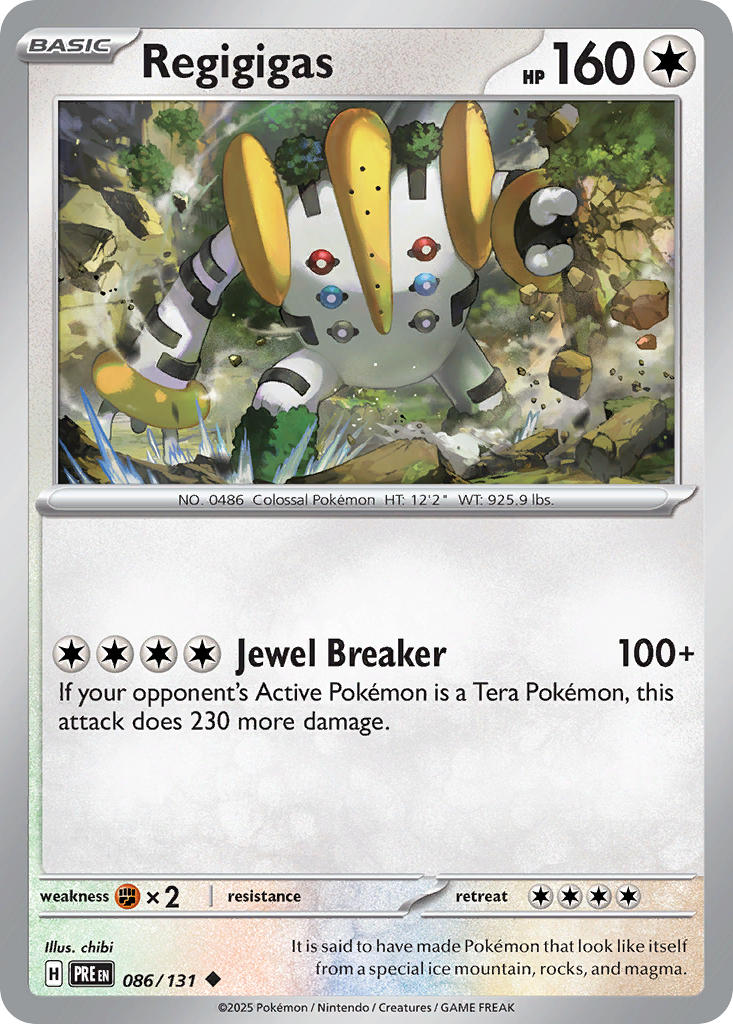 BASIC
Regigigas
HP 160
NO. 0486 Colossal Pokémon HT: 12'2" WT: 925.9 lbs.
Jewel Breaker 100+
If your opponent's Active Pokémon is a Tera Pokémon, this
attack does 230 more damage.
weakness ×2 resistance retreat
Illus. chibi
It is said to have made Pokémon that look like itself
from a special ice mountain, rocks, and magma.
H PRE EN 086/131
©2025 Pokémon / Nintendo / Creatures / GAME FREAK